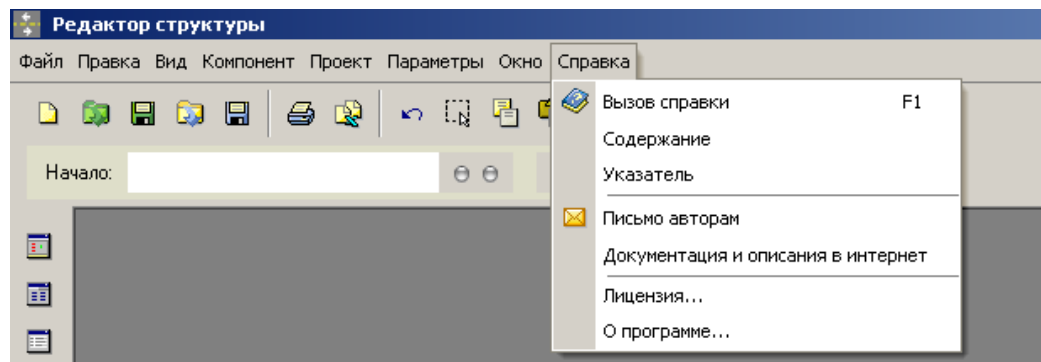 Редактор структуры
Файл Правка Вид Компонент Проект Параметры Окно Справка
Вызов справки F1
Содержание
Начало:
Указатель
Письмо авторам
Документация и описания в интернет
Лицензия...
О программе...